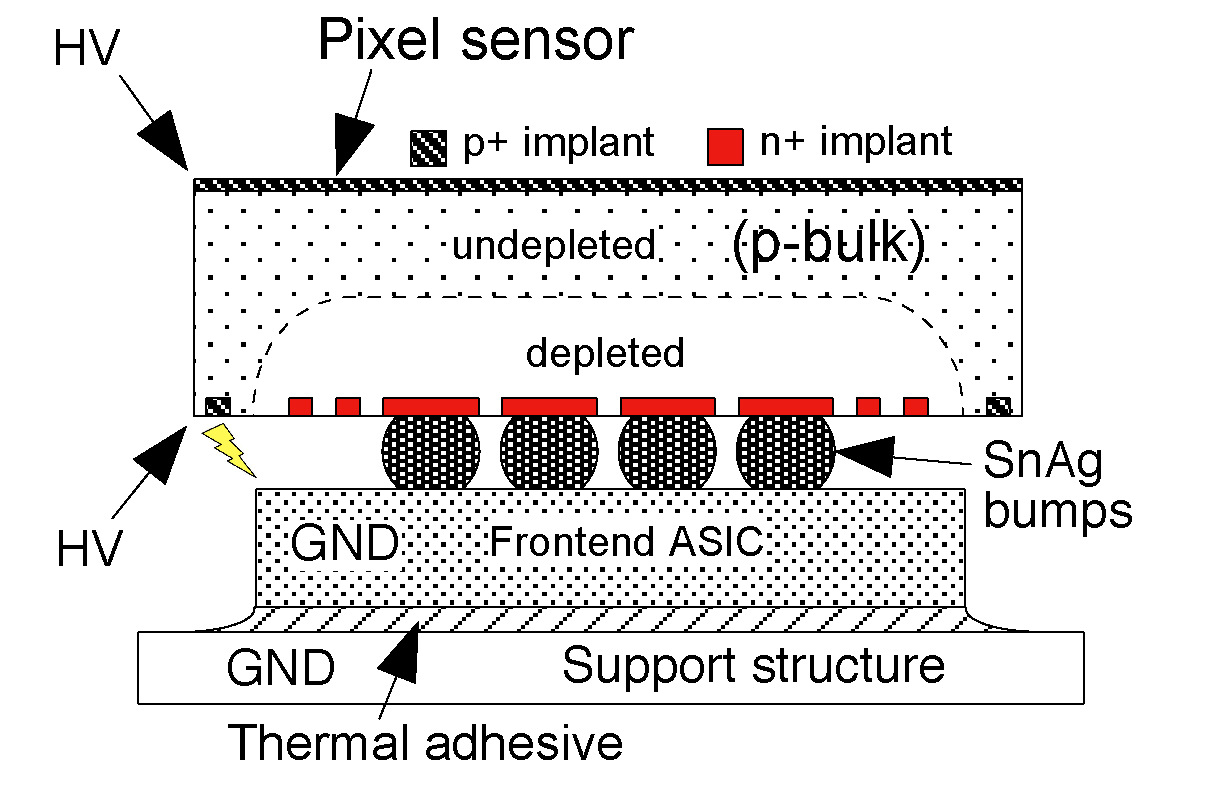 HV
Pixel sensor
p+ implant
n+ implant
undepleted
(p-bulk)
depleted
HV
SnAg
bumps
GND
Frontend ASIC
GND
Support structure
Thermal adhesive